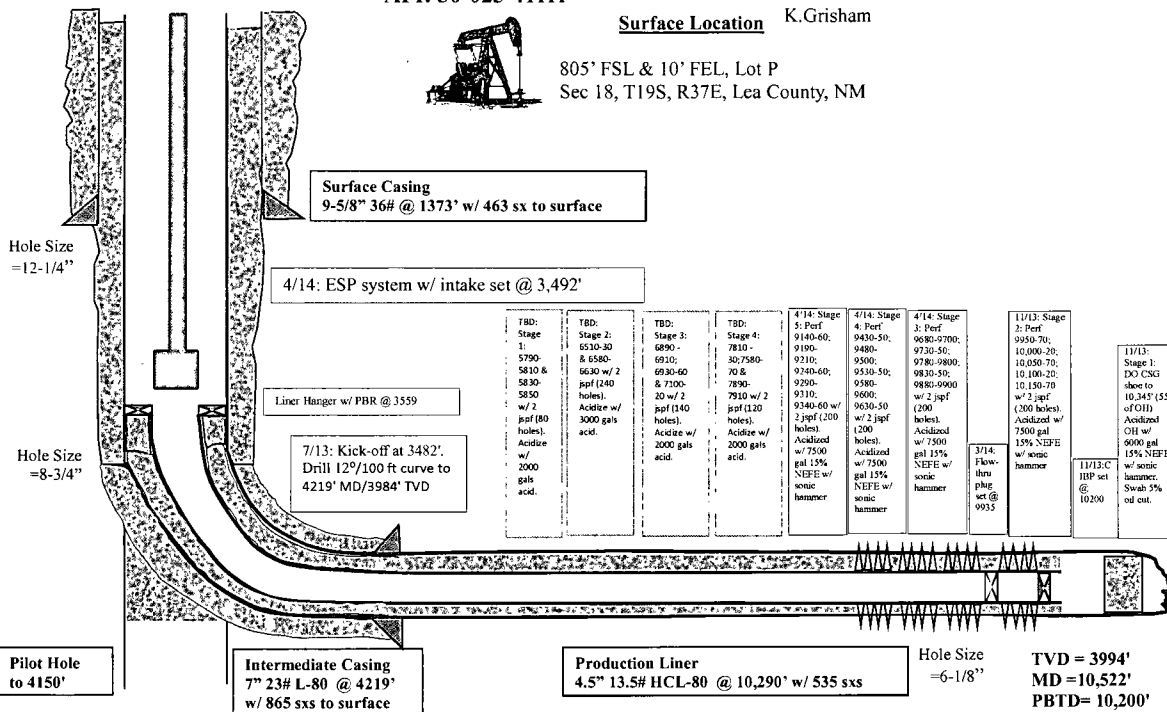 Surface Location
K.Grisham
805’ FSL & 10’ FEL, Lot P
Sec 18, T19S, R37E, Lea County, NM
Surface Casing
9-5/8” 36# @ 1373’ w/ 463 sx to surface
Hole Size
=12-1/4”
4/14: ESP system w/ intake set @ 3,492'
Liner Hanger w/ PBR @ 3559
7/13: Kick-off at 3482'.
Drill 12⁰/100 ft curve to
4219' MD/3984' TVD
Hole Size
=8-3/4”
TBD:
Stage
1:
5790-
5810 &
5830-
5850
w/ 2
jspf (80
holes).
Acidize
w/
2000
gals
acid.
TBD:
Stage 2:
6510-30
& 6580-
6630 w/ 2
jspf (240
holes).
Acidize w/
3000 gals
acid.
TBD:
Stage 3:
6890 -
6910;
6930-60
& 7100-
20 w/ 2
jspf (140
holes).
Acidize w/
2000 gals
acid.
TBD:
Stage 4:
7810 -
30;7580-
70 &
7890-
7910 w/ 2
jspf (120
holes).
Acidize w/
2000 gals
acid.
4/14: Stage
5: Perf
9140-60;
9190-
9210;
9240-60;
9290-
9310;
9340-60 w/
2 jspf (200
holes).
Acidized
w/ 7500
gal 15%
NEFE w/
sonic
hammer
4/14: Stage
4: Perf
9430-50;
9480-
9500;
9530-50;
9580-
9600;
9630-50
w/ 2 jspf
(200
holes).
Acidized
w/ 7500
gal 15%
NEFE w/
sonic
hammer
4/14: Stage
3: Perf
9680-9700;
9730-50;
9780-9800;
9830-50;
9880-9900
w/ 2 jspf
(200
holes).
Acidized
w/ 7500
gal 15%
NEFE w/
sonic
hammer
3/14:
Flow-
thru
plug
set @
9935
11/13: Stage
2: Perf
9950-70;
10,000-20;
10,050-70;
10,100-20;
10,150-70
w/ 2 jspf
(200 holes).
Acidized w/
7500 gal
15% NEFE
w/ sonic
hammer
11/13:C
IBP set
@
10200
11/13:
Stage 1:
DO CSG
shoe to
10,345' (55'
of OH)
Acidized
OH w/
6000 gal
15% NEFE
w/ sonic
hammer.
Swab 5%
oil cut.
Pilot Hole
to 4150'
Intermediate Casing
7” 23# L-80 @ 4219’
w/ 865 sxs to surface
Production Liner
4.5” 13.5# HCL-80 @ 10,290’ w/ 535 sxs
Hole Size
=6-1/8”
TVD = 3994'
MD =10,522'
PBTD= 10,200'